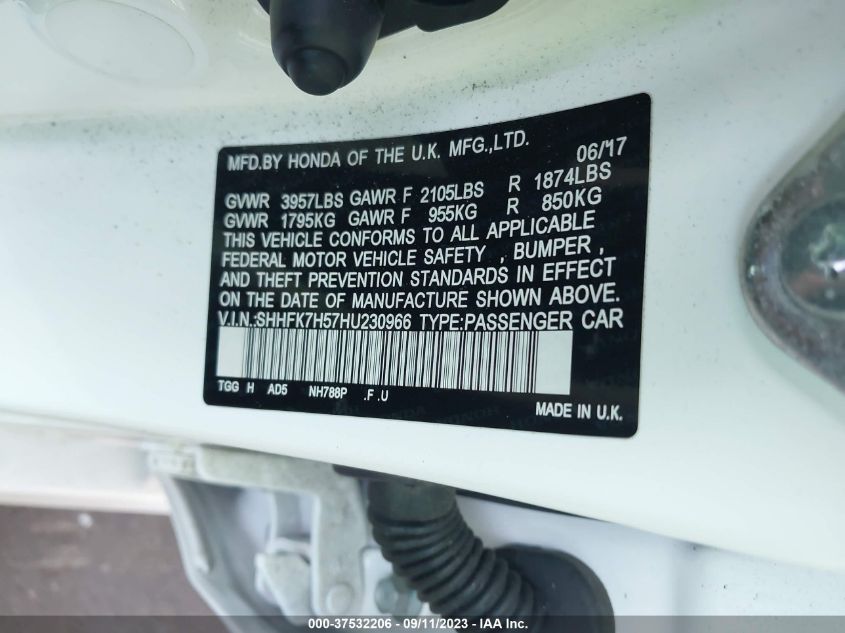 MFD.BY HONDA OF THE U.K. MFG.,LTD. 06/17
GVWR 3957LBS GAWR F 2105LBS R 1874LBS
GVWR 1795KG GAWR F 955KG R 850KG
THIS VEHICLE CONFORMS TO ALL APPLICABLE
FEDERAL MOTOR VEHICLE SAFETY , BUMPER ,
AND THEFT PREVENTION STANDARDS IN EFFECT
ON THE DATE OF MANUFACTURE SHOWN ABOVE.
V.I.N.:SHHFK7H57HU230966 TYPE:PASSENGER CAR
TGG H AD5 NH788P .F .U
MADE IN U.K.
000-37532206 - 09/11/2023 - IAA Inc.